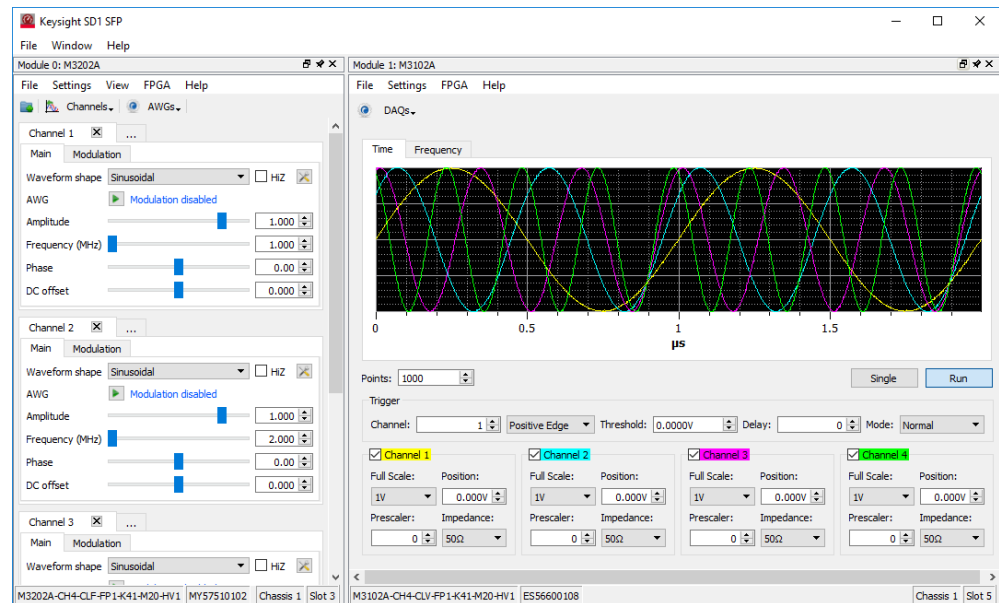 Keysight SD1 SFP
File Window Help
Module 0: M3202A
File Settings View FPGA Help
Channels AWGs
Channel 1 ...
Main Modulation
Waveform shape Sinusoidal HiZ
AWG Modulation disabled
Amplitude 1.000
Frequency (MHz) 1.000
Phase 0.00
DC offset 0.000
Channel 2 ...
Main Modulation
Waveform shape Sinusoidal HiZ
AWG Modulation disabled
Amplitude 1.000
Frequency (MHz) 2.000
Phase 0.00
DC offset 0.000
Channel 3 ...
Main Modulation
Waveform shape Sinusoidal HiZ
M3202A-CH4-CLF-FP1-K41-M20-HV1 MY57510102 Chassis 1 Slot 3
Module 1: M3102A
File Settings FPGA Help
DAQs
Time Frequency
0 0.5 1 1.5
µs
Points: 1000 Single Run
Trigger
Channel: 1 Positive Edge Threshold: 0.0000V Delay: 0 Mode: Normal
Channel 1 Channel 2 Channel 3 Channel 4
Full Scale: Position: Full Scale: Position: Full Scale: Position: Full Scale: Position:
1V 0.000V 1V 0.000V 1V 0.000V 1V 0.000V
Prescaler: Impedance: Prescaler: Impedance: Prescaler: Impedance: Prescaler: Impedance:
0 50Ω 0 50Ω 0 50Ω 0 50Ω
M3102A-CH4-CLV-FP1-K41-M20-HV1 ES56600108 Chassis 1 Slot 5